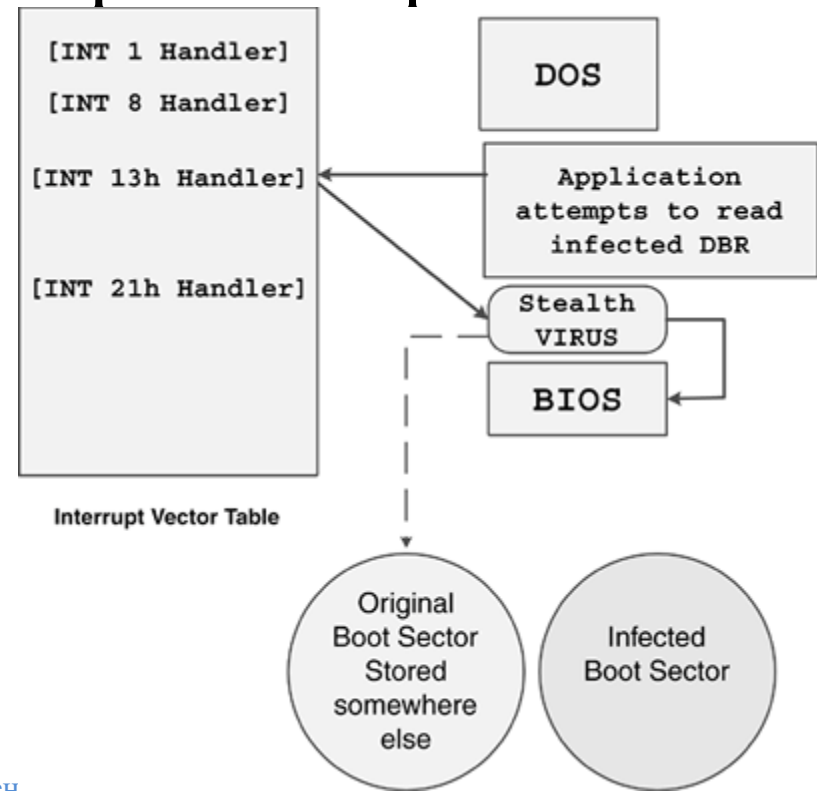 [INT 1 Handler]
[INT 8 Handler]
[INT 13h Handler]
[INT 21h Handler]
Interrupt Vector Table
DOS
Application
attempts to read
infected DBR
Stealth
VIRUS
BIOS
Original
Boot Sector
Stored
somewhere
else
Infected
Boot Sector